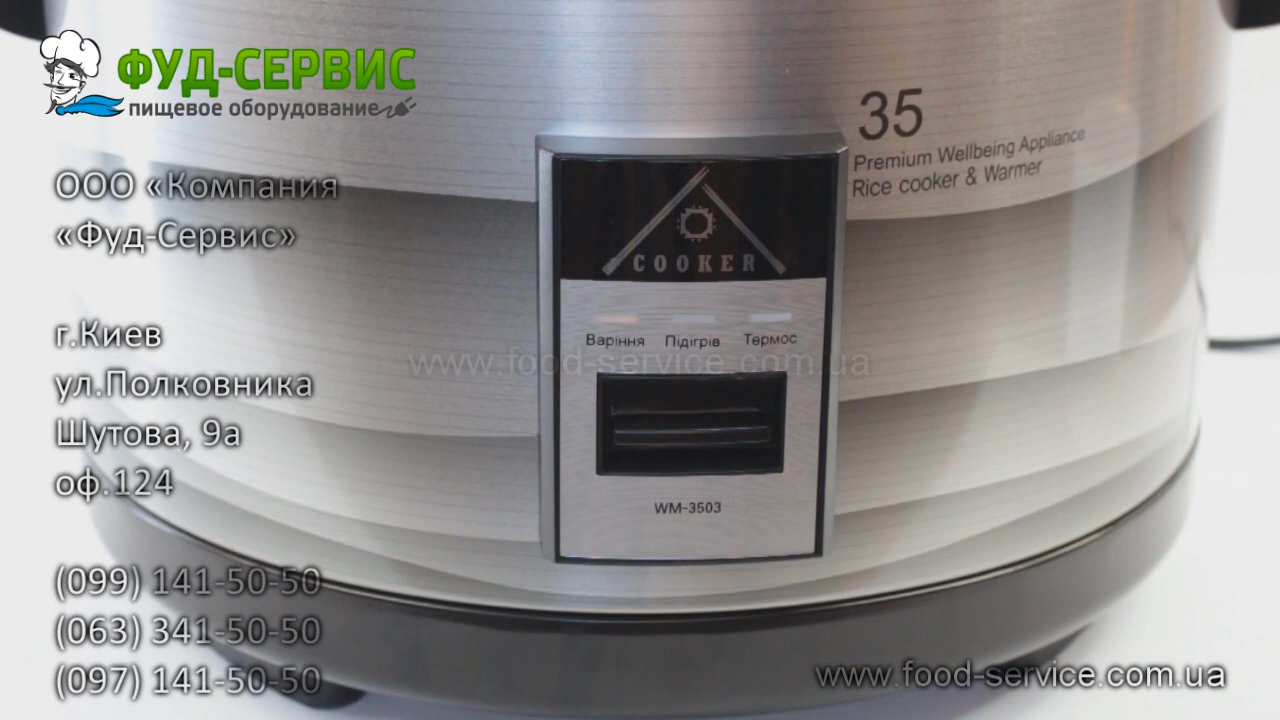 ФУД-СЕРВИС
пищевое оборудование
ООО «Компания
«Фуд-Сервис»
г.Киев
ул.Полковника
Шутова, 9а
оф.124
(099) 141-50-50
(063) 341-50-50
(097) 141-50-50
35
Premium Wellbeing Appliance
Rice cooker & Warmer
COOKER
Варіння Підігрів Термос
www.food-service.com.ua
WM-3503
www.food-service.com.ua